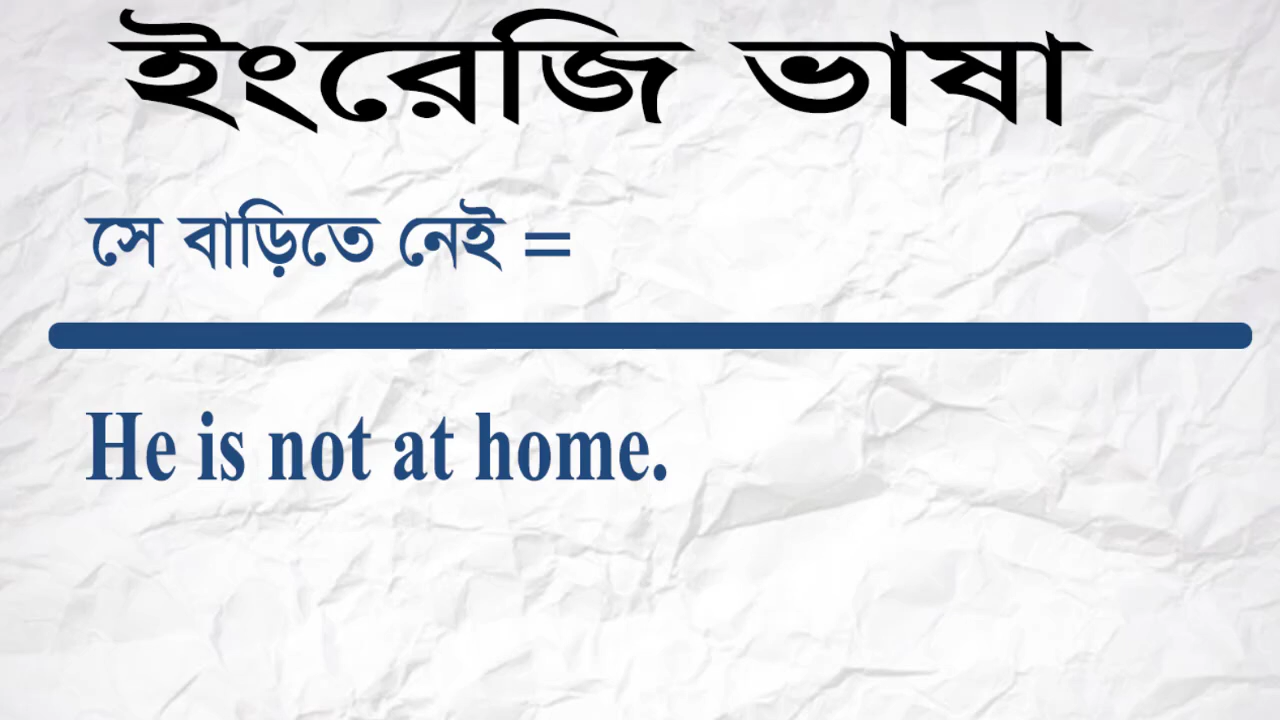 ইংরেজি ভাষা
সে বাড়িতে নেই =
He is not at home.